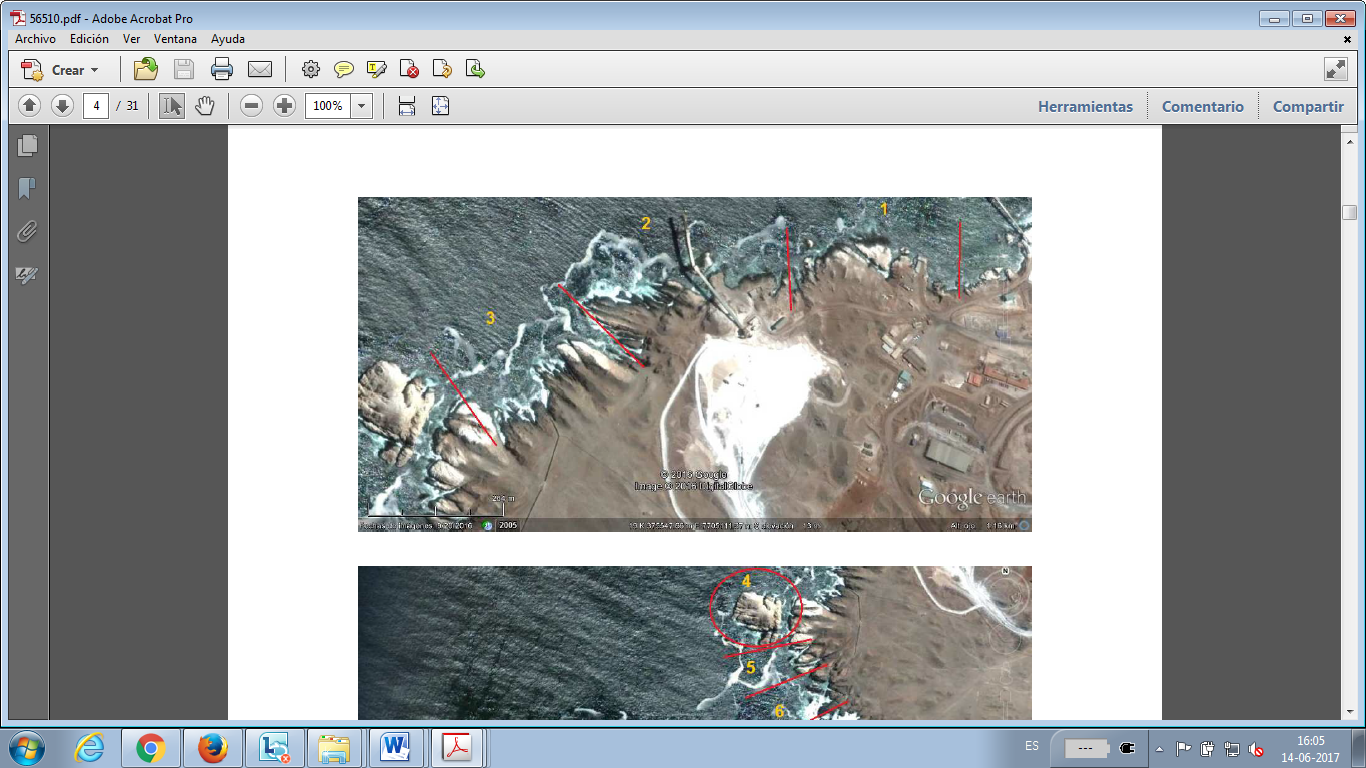 56510.pdf - Adobe Acrobat Pro
Archivo Edición Ver Ventana Ayuda
Crear
4 / 31 100% Herramientas Comentario Compartir
1
2
3
© 2016 Google
Image © 2016 DigitalGlobe
Google earth
264 m
2005
4
N
5
6
ES --- 16:05
14-06-2017